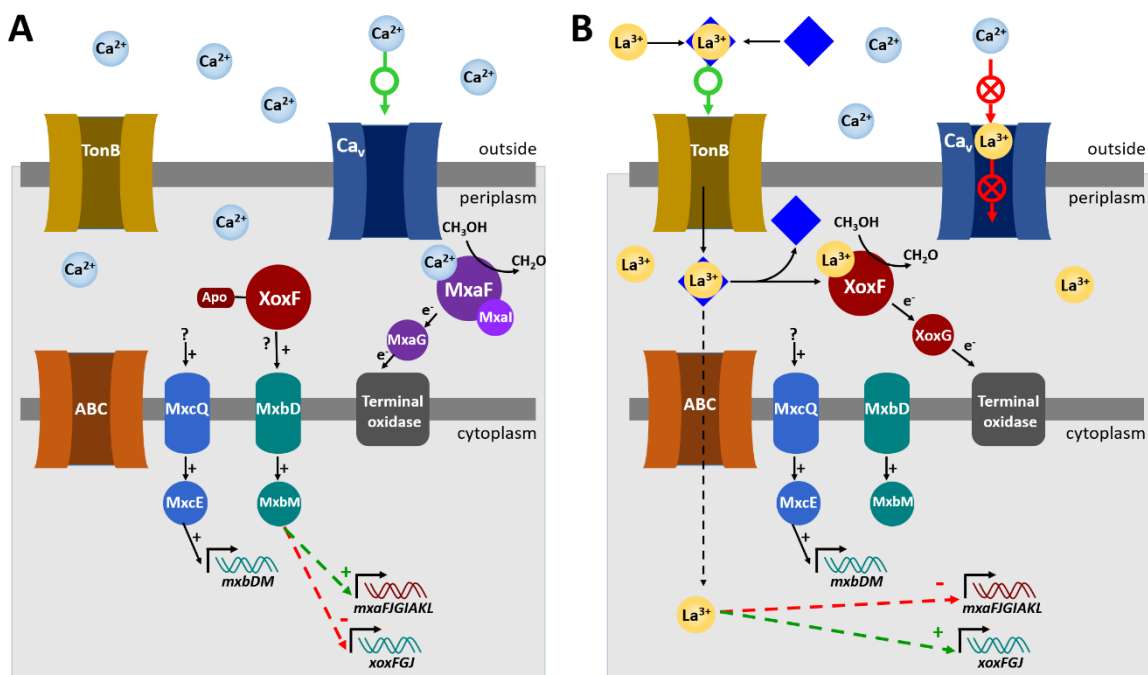 A
Ca2+
Ca2+
Ca2+
Ca2+
Ca2+
TonB
Cav
outside
periplasm
Ca2+
Ca2+
CH3OH
Ca2+
CH2O
MxaF
MxaI
Apo
XoxF
e-
MxaG
e-
?
+
?
+
ABC
MxcQ
MxbD
Terminal
oxidase
cytoplasm
+
+
MxcE
MxbM
+
mxbDM
+
-
mxaFJGIAKL
xoxFGJ
B
La3+
La3+
Ca2+
Ca2+
Ca2+
TonB
Cav
La3+
outside
periplasm
CH3OH
La3+
La3+
La3+
CH2O
XoxF
La3+
e-
XoxG
e-
?
+
ABC
MxcQ
MxbD
Terminal
oxidase
cytoplasm
+
+
MxcE
MxbM
+
mxbDM
La3+
-
mxaFJGIAKL
+
xoxFGJ